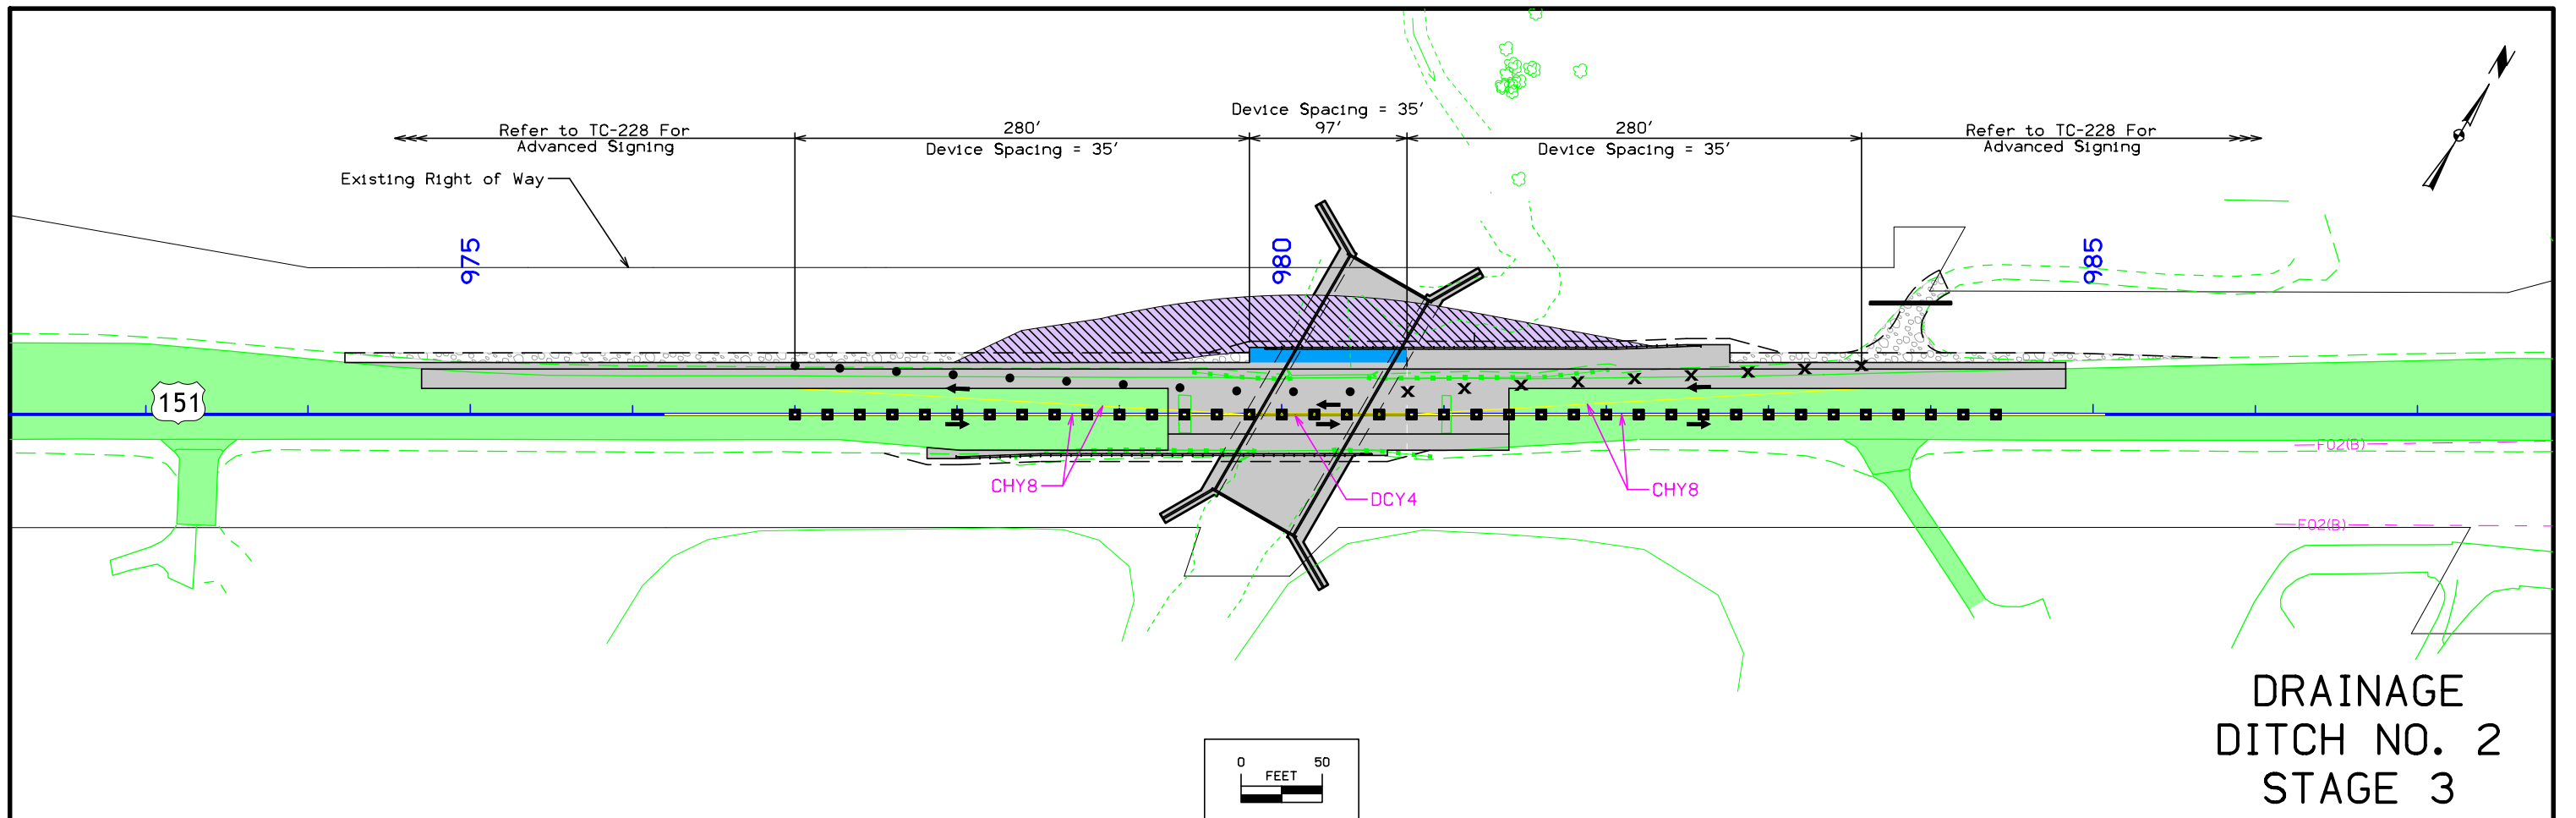 Device Spacing = 35'
Refer to TC-228 For
Advanced Signing
280'
Device Spacing = 35'
97'
280'
Device Spacing = 35'
Refer to TC-228 For
Advanced Signing
N
Existing Right of Way
975
980
985
151
CHY8
DCY4
CHY8
FO2(B)
FO2(B)
DRAINAGE
DITCH NO. 2
STAGE 3
0 50
FEET